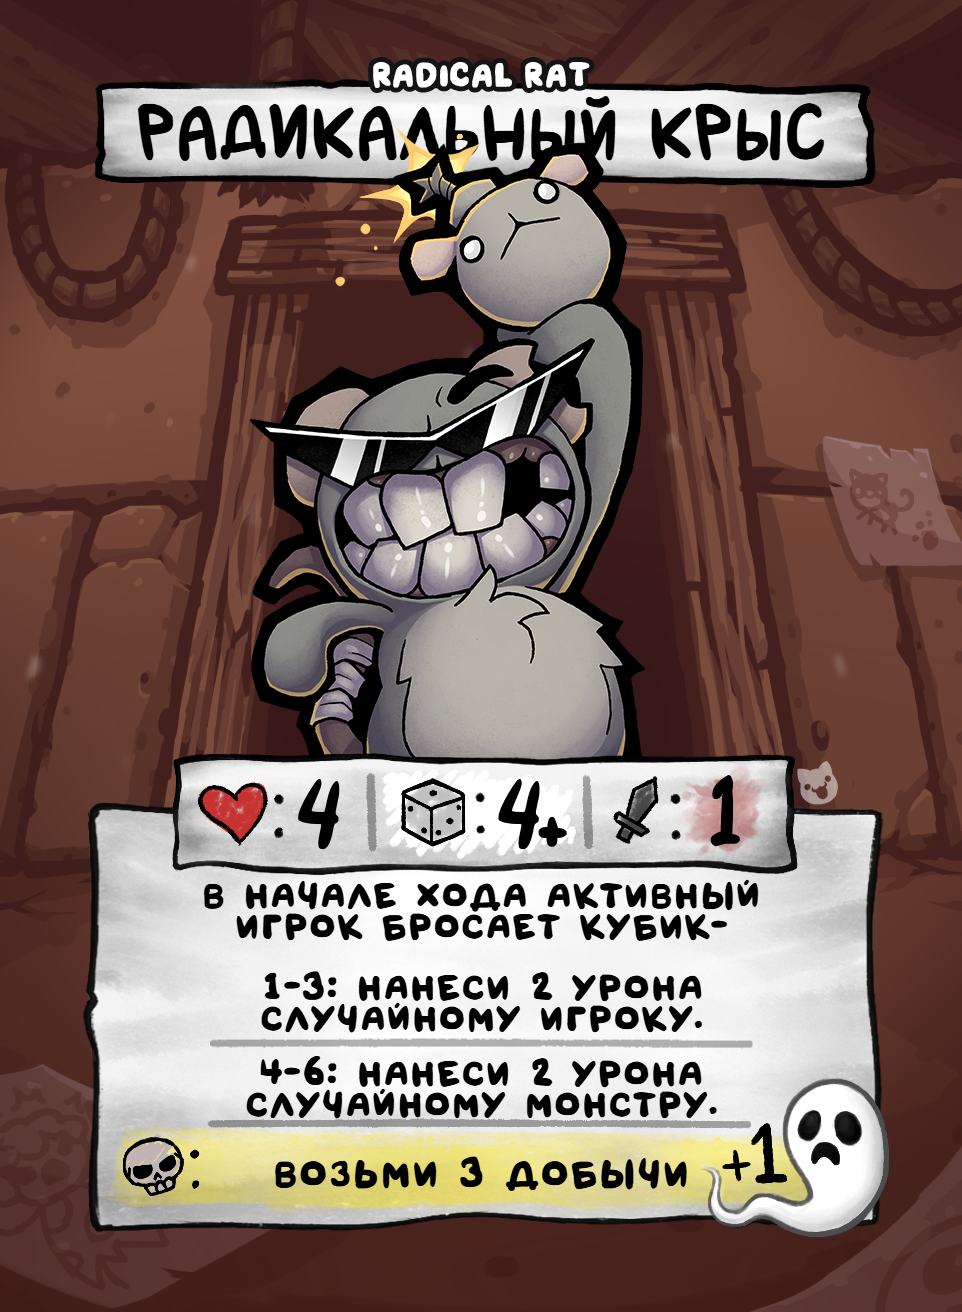 RADICAL RAT
РАДИКАЛЬНЫЙ КРЫС
: 4 : 4+ : 1
В НАЧАЛЕ ХОДА АКТИВНЫЙ
ИГРОК БРОСАЕТ КУБИК-
1-3: НАНЕСИ 2 УРОНА
СЛУЧАЙНОМУ ИГРОКУ.
4-6: НАНЕСИ 2 УРОНА
СЛУЧАЙНОМУ МОНСТРУ.
: ВОЗЬМИ 3 ДОБЫЧИ +1